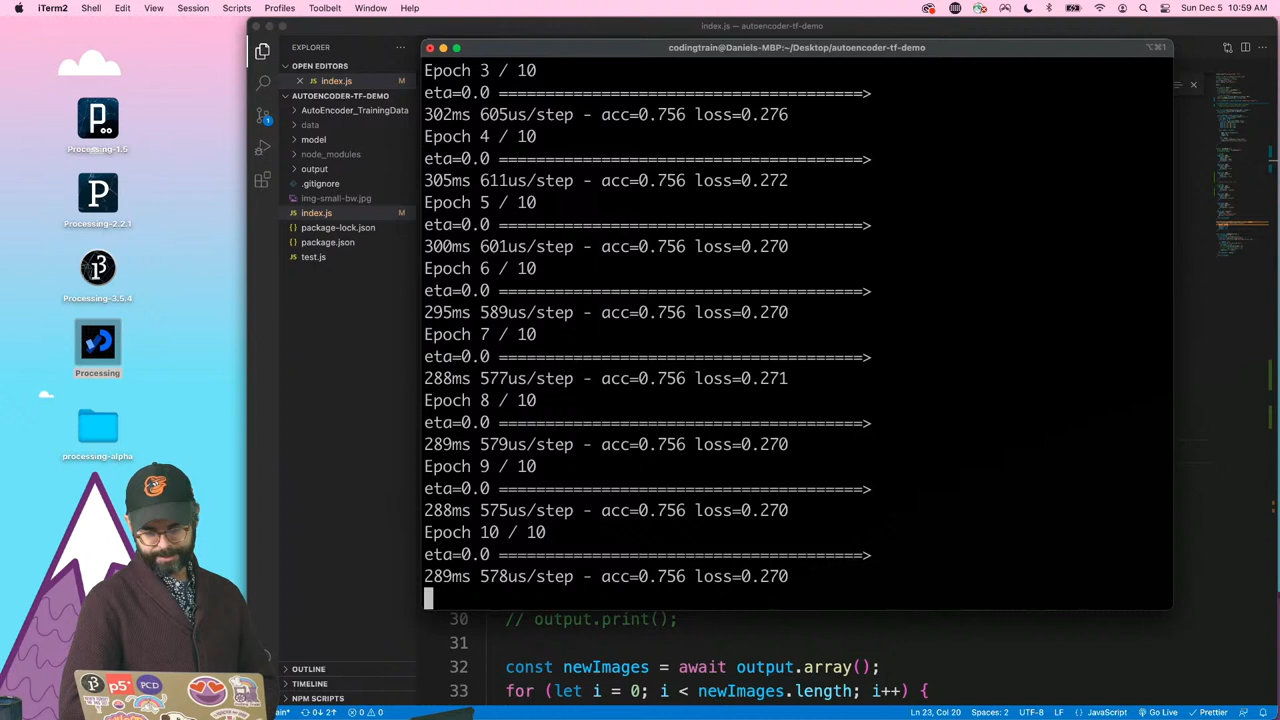 iTerm2 Shell Edit View Session Scripts Profiles Toolbelt Window Help
Sun Dec 5 10:59 AM
index.js — autoencoder-tf-demo
EXPLORER
OPEN EDITORS
index.js M
AUTOENCODER-TF-DEMO
AutoEncoder_TrainingData
data
model
node_modules
output
.gitignore
img-small-bw.jpg
index.js M
package-lock.json
package.json
test.js
OUTLINE
TIMELINE
NPM SCRIPTS
Processing-1.5
Processing-2.2.1
Processing-3.5.4
Processing
processing-alpha
codingtrain@Daniels-MBP:~/Desktop/autoencoder-tf-demo
⌥⌘1
Epoch 3 / 10
eta=0.0 =======================================>
302ms 605us/step - acc=0.756 loss=0.276
Epoch 4 / 10
eta=0.0 =======================================>
305ms 611us/step - acc=0.756 loss=0.272
Epoch 5 / 10
eta=0.0 =======================================>
300ms 601us/step - acc=0.756 loss=0.270
Epoch 6 / 10
eta=0.0 =======================================>
295ms 589us/step - acc=0.756 loss=0.270
Epoch 7 / 10
eta=0.0 =======================================>
288ms 577us/step - acc=0.756 loss=0.271
Epoch 8 / 10
eta=0.0 =======================================>
289ms 579us/step - acc=0.756 loss=0.270
Epoch 9 / 10
eta=0.0 =======================================>
288ms 575us/step - acc=0.756 loss=0.270
Epoch 10 / 10
eta=0.0 =======================================>
289ms 578us/step - acc=0.756 loss=0.270
30 // output.print();
31
32 const newImages = await output.array();
33 for (let i = 0; i < newImages.length; i++) {
0↓ 2↑ 0 0
Ln 23, Col 20 Spaces: 2 UTF-8 LF {} JavaScript Go Live Prettier
p5*
PCD